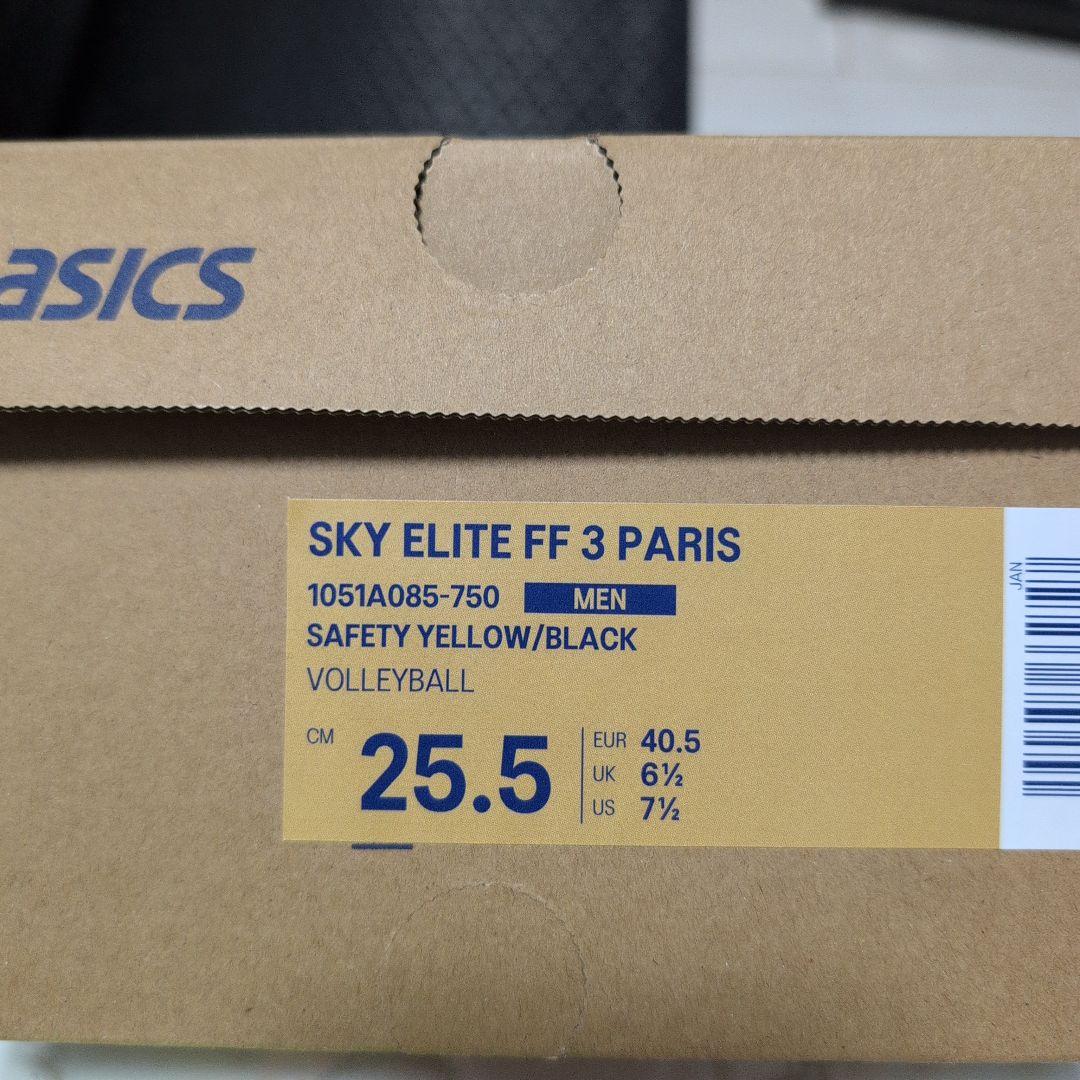 asics
SKY ELITE FF 3 PARIS
1051A085-750 MEN
SAFETY YELLOW/BLACK
VOLLEYBALL
CM 25.5
EUR 40.5
UK 6½
US 7½
JAN